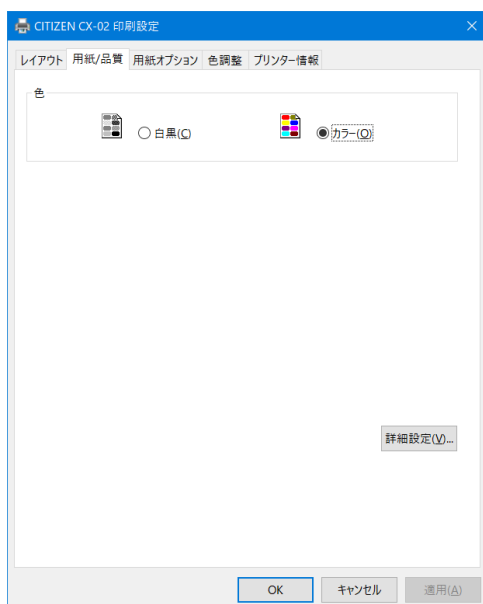 CITIZEN CX-02 印刷設定
レイアウト 用紙/品質 用紙オプション 色調整 プリンター情報
色
白黒(C) カラー(O)
詳細設定(V)...
OK キャンセル 適用(A)